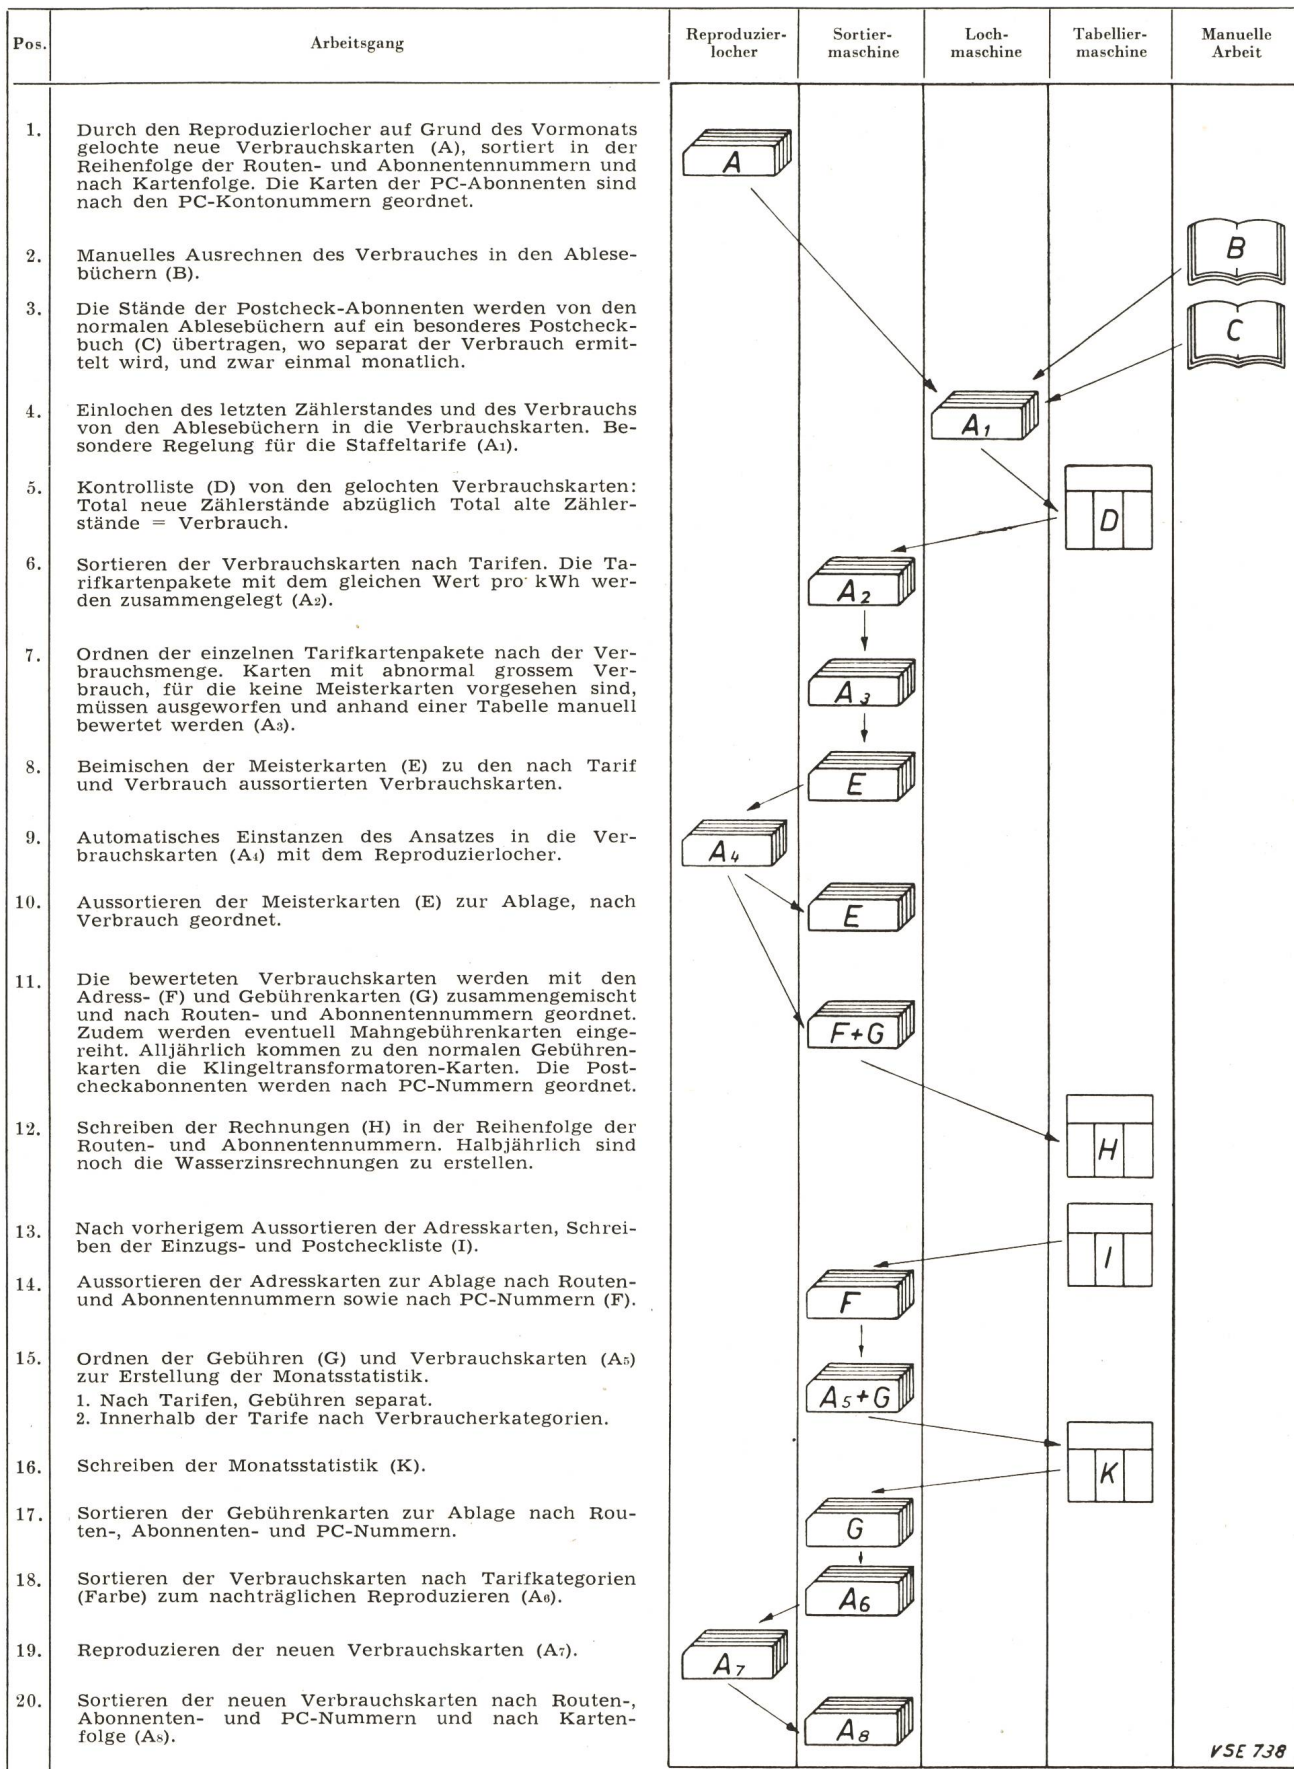 Pos.
Arbeitsgang
Reproduzier-
locher
Sortier-
maschine
Loch-
maschine
Tabellier-
maschine
Manuelle
Arbeit
1. Durch den Reproduzierlocher auf Grund des Vormonats
gelochte neue Verbrauchskarten (A), sortiert in der
Reihenfolge der Routen- und Abonnentennummern und
nach Kartenfolge. Die Karten der PC-Abonnenten sind
nach den PC-Kontonummern geordnet.
A
2. Manuelles Ausrechnen des Verbrauches in den Ablese-
büchern (B).
B
3. Die Stände der Postcheck-Abonnenten werden von den
normalen Ablesebüchern auf ein besonderes Postcheck-
buch (C) übertragen, wo separat der Verbrauch ermit-
telt wird, und zwar einmal monatlich.
C
4. Einlochen des letzten Zählerstandes und des Verbrauchs
von den Ablesebüchern in die Verbrauchskarten. Be-
sondere Regelung für die Staffeltarife (A₁).
A₁
5. Kontrolliste (D) von den gelochten Verbrauchskarten:
Total neue Zählerstände abzüglich Total alte Zähler-
stände = Verbrauch.
D
6. Sortieren der Verbrauchskarten nach Tarifen. Die Ta-
rifkartenpakete mit dem gleichen Wert pro kWh wer-
den zusammengelegt (A₂).
A₂
7. Ordnen der einzelnen Tarifkartenpakete nach der Ver-
brauchsmenge. Karten mit abnormal grossem Ver-
brauch, für die keine Meisterkarten vorgesehen sind,
müssen ausgeworfen und anhand einer Tabelle manuell
bewertet werden (A₃).
A₃
8. Beimischen der Meisterkarten (E) zu den nach Tarif
und Verbrauch aussortierten Verbrauchskarten.
E
9. Automatisches Einstanzen des Ansatzes in die Ver-
brauchskarten (A₄) mit dem Reproduzierlocher.
A₄
10. Aussortieren der Meisterkarten (E) zur Ablage, nach
Verbrauch geordnet.
E
11. Die bewerteten Verbrauchskarten werden mit den
Adress- (F) und Gebührenkarten (G) zusammengemischt
und nach Routen- und Abonnentennummern geordnet.
Zudem werden eventuell Mahngebührenkarten einge-
reiht. Alljährlich kommen zu den normalen Gebühren-
karten die Klingeltransformatoren-Karten. Die Post-
checkabonnenten werden nach PC-Nummern geordnet.
F+G
12. Schreiben der Rechnungen (H) in der Reihenfolge der
Routen- und Abonnentennummern. Halbjährlich sind
noch die Wasserzinsrechnungen zu erstellen.
H
13. Nach vorherigem Aussortieren der Adresskarten, Schrei-
ben der Einzugs- und Postcheckliste (I).
I
14. Aussortieren der Adresskarten zur Ablage nach Routen-
und Abonnentennummern sowie nach PC-Nummern (F).
F
15. Ordnen der Gebühren (G) und Verbrauchskarten (A₅)
zur Erstellung der Monatsstatistik.
1. Nach Tarifen, Gebühren separat.
2. Innerhalb der Tarife nach Verbraucherkategorien.
A₅+G
16. Schreiben der Monatsstatistik (K).
K
17. Sortieren der Gebührenkarten zur Ablage nach Rou-
ten-, Abonnenten- und PC-Nummern.
G
18. Sortieren der Verbrauchskarten nach Tarifkategorien
(Farbe) zum nachträglichen Reproduzieren (A₆).
A₆
19. Reproduzieren der neuen Verbrauchskarten (A₇).
A₇
20. Sortieren der neuen Verbrauchskarten nach Routen-,
Abonnenten- und PC-Nummern und nach Karten-
folge (A₈).
A₈
VSE 738